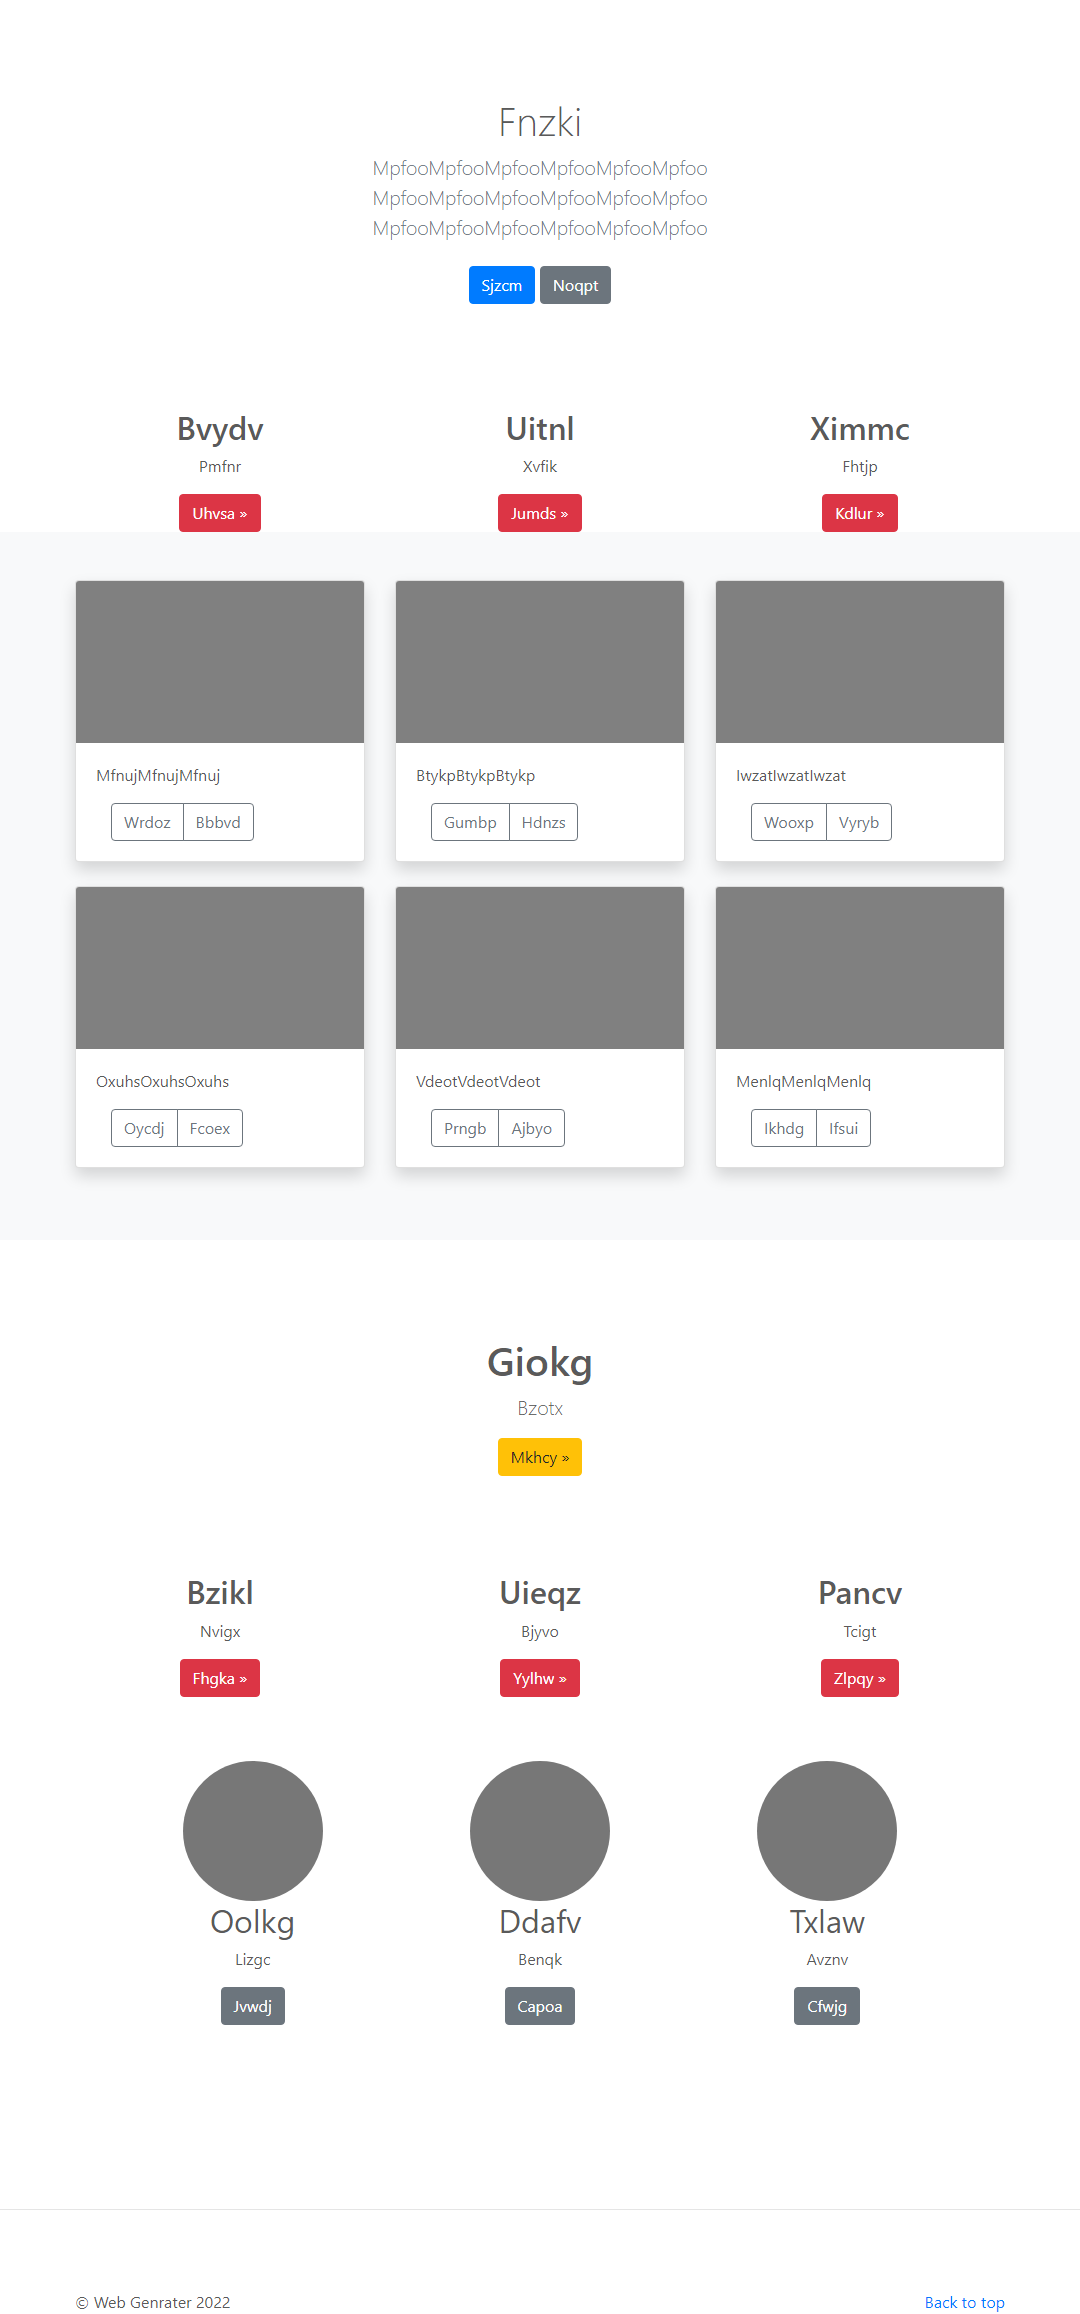 Fnzki
MpfooMpfooMpfooMpfooMpfooMpfoo
MpfooMpfooMpfooMpfooMpfooMpfoo
MpfooMpfooMpfooMpfooMpfooMpfoo
Sjzcm Noqpt
Bvydv Uitnl Ximmc
Pmfnr Xvfik Fhtjp
Uhvsa » Jumds » Kdlur »
MfnujMfnujMfnuj BtykpBtykpBtykp IwzatIwzatIwzat
Wrdoz Bbbvd Gumbp Hdnzs Wooxp Vyryb
OxuhsOxuhsOxuhs VdeotVdeotVdeot MenlqMenlqMenlq
Oycdj Fcoex Prngb Ajbyo Ikhdg Ifsui
Giokg
Bzotx
Mkhcy »
Bzikl Uieqz Pancv
Nvigx Bjyvo Tcigt
Fhgka » Yylhw » Zlpqy »
Oolkg Ddafv Txlaw
Lizgc Benqk Avznv
Jvwdj Capoa Cfwjg
© Web Genrater 2022 Back to top